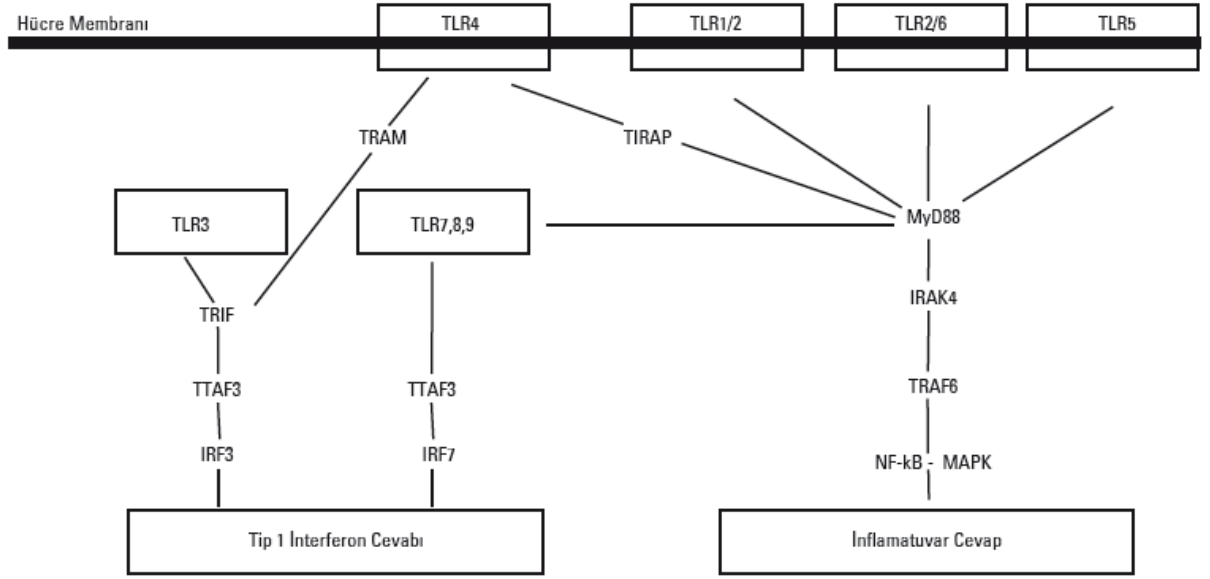 Hücre Membranı TLR4 TLR1/2 TLR2/6 TLR5
TRAM TIRAP
TLR3 TLR7,8,9 MyD88
TRIF IRAK4
TTAF3 TTAF3 TRAF6
IRF3 IRF7 NF-kB - MAPK
Tip 1 İnterferon Cevabı İnflamatuvar Cevap